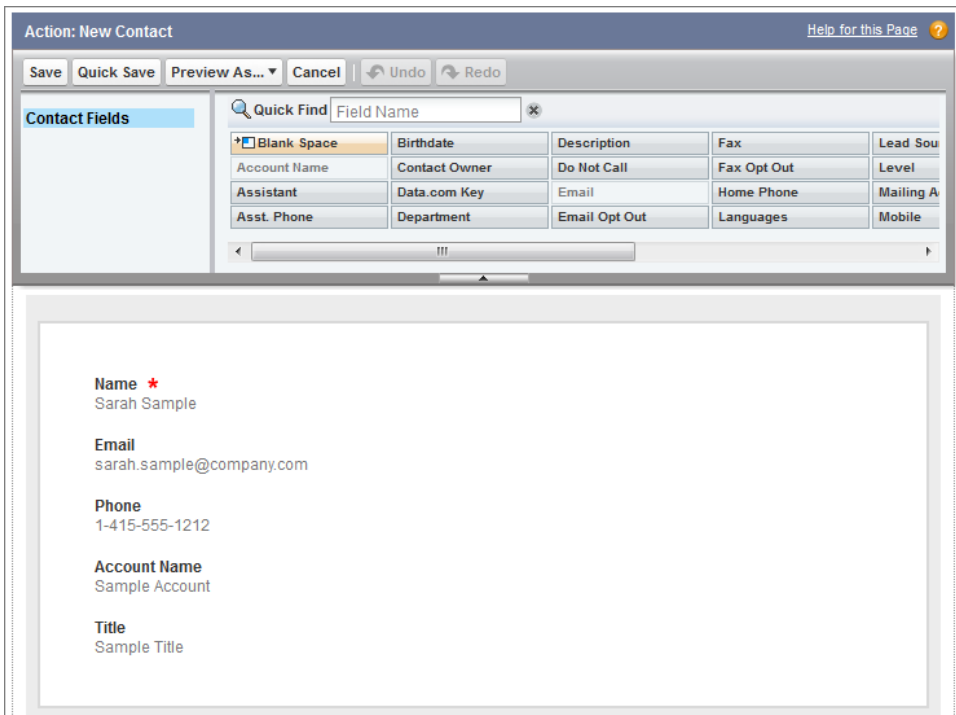 Action: New Contact Help for this Page ?
Save Quick Save Preview As... ▼ Cancel Undo Redo
Contact Fields
Quick Find Field Name
Blank Space Birthdate Description Fax Lead Sou
Account Name Contact Owner Do Not Call Fax Opt Out Level
Assistant Data.com Key Email Home Phone Mailing A
Asst. Phone Department Email Opt Out Languages Mobile
Name *
Sarah Sample
Email
sarah.sample@company.com
Phone
1-415-555-1212
Account Name
Sample Account
Title
Sample Title